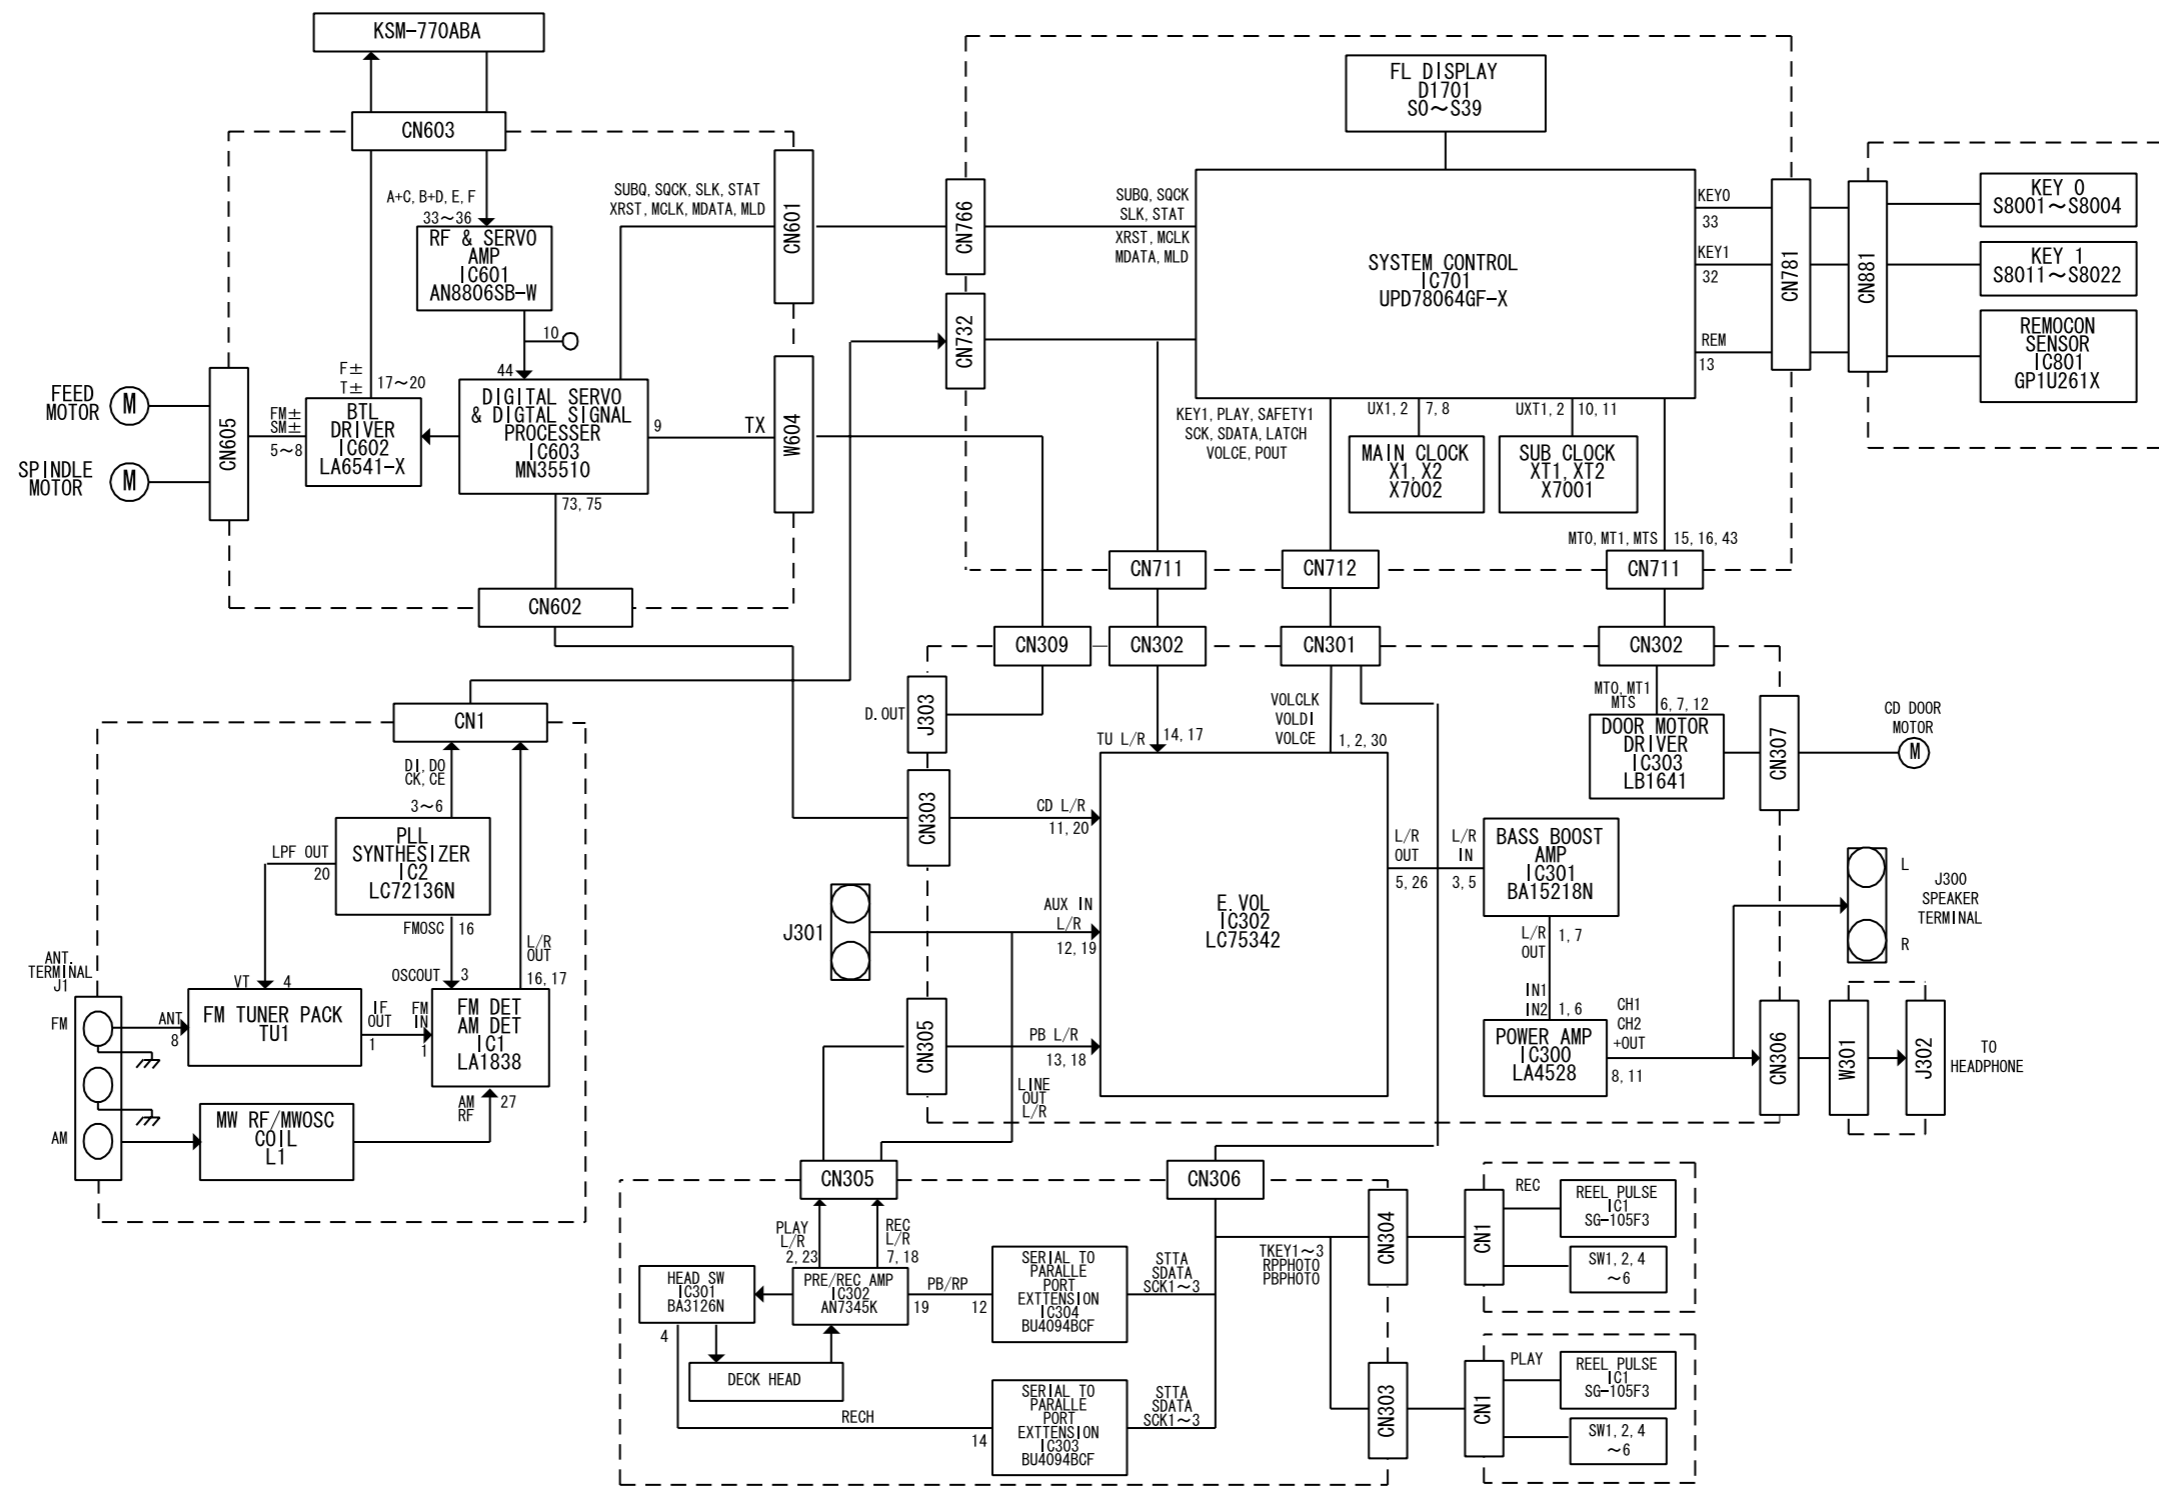 KSM-770ABA
CN603
A+C, B+D, E, F
33~36
RF & SERVO
AMP
IC601
AN8806SB-W
10
44
F±
T±
17~20
FEED
MOTOR
M
SPINDLE
MOTOR
M
CN605
FM±
SM±
5~8
BTL
DRIVER
IC602
LA6541-X
DIGITAL SERVO
& DIGTAL SIGNAL
PROCESSER
IC603
MN35510
9
73, 75
TX
W604
SUBQ, SQCK, SLK, STAT
XRST, MCLK, MDATA, MLD
CN601
CN602
CN766
CN732
FL DISPLAY
D1701
S0~S39
SUBQ, SQCK
SLK, STAT
XRST, MCLK
MDATA, MLD
SYSTEM CONTROL
IC701
UPD78064GF-X
KEY0
33
KEY1
32
REM
13
CN781
CN881
KEY 0
S8001~S8004
KEY 1
S8011~S8022
REMOCON
SENSOR
IC801
GP1U261X
KEY1, PLAY, SAFETY1
SCK, SDATA, LATCH
VOLCE, POUT
UX1, 2
7, 8
UXT1, 2
10, 11
MAIN CLOCK
X1, X2
X7002
SUB CLOCK
XT1, XT2
X7001
MT0, MT1, MTS
15, 16, 43
CN711
CN712
CN711
CN309
CN302
CN301
CN302
D. OUT
J303
TU L/R
14, 17
VOLCLK
VOLDI
VOLCE
1, 2, 30
MT0, MT1
MTS
6, 7, 12
DOOR MOTOR
DRIVER
IC303
LB1641
CN307
CD DOOR
MOTOR
M
CN303
CD L/R
11, 20
J301
AUX IN
L/R
12, 19
CN305
PB L/R
13, 18
LINE
OUT
L/R
E. VOL
IC302
LC75342
L/R
OUT
5, 26
L/R
IN
3, 5
BASS BOOST
AMP
IC301
BA15218N
L/R
OUT
1, 7
IN1
IN2
1, 6
POWER AMP
IC300
LA4528
CH1
CH2
+OUT
8, 11
L
R
J300
SPEAKER
TERMINAL
CN306
W301
J302
TO
HEADPHONE
CN1
DI, DO
CK, CE
3~6
PLL
SYNTHESIZER
IC2
LC72136N
LPF OUT
20
FMOSC
16
L/R
OUT
16, 17
OSCOUT
3
ANT.
TERMINAL
J1
FM
AM
ANT
8
VT
4
FM TUNER PACK
TU1
IF
OUT
1
FM
IN
1
FM DET
AM DET
IC1
LA1838
AM
RF
27
MW RF/MWOSC
COIL
L1
CN305
CN306
PLAY
L/R
2, 23
REC
L/R
7, 18
HEAD SW
IC301
BA3126N
4
PRE/REC AMP
IC302
AN7345K
PB/RP
19
12
SERIAL TO
PARALLE
PORT
EXTTENSION
IC304
BU4094BCF
STTA
SDATA
SCK1~3
DECK HEAD
RECH
14
SERIAL TO
PARALLE
PORT
EXTTENSION
IC303
BU4094BCF
STTA
SDATA
SCK1~3
TKEY1~3
RPPHOTO
PBPHOTO
CN304
CN303
CN1
REC
REEL PULSE
IC1
SG-105F3
SW1, 2, 4
~6
CN1
PLAY
REEL PULSE
IC1
SG-105F3
SW1, 2, 4
~6